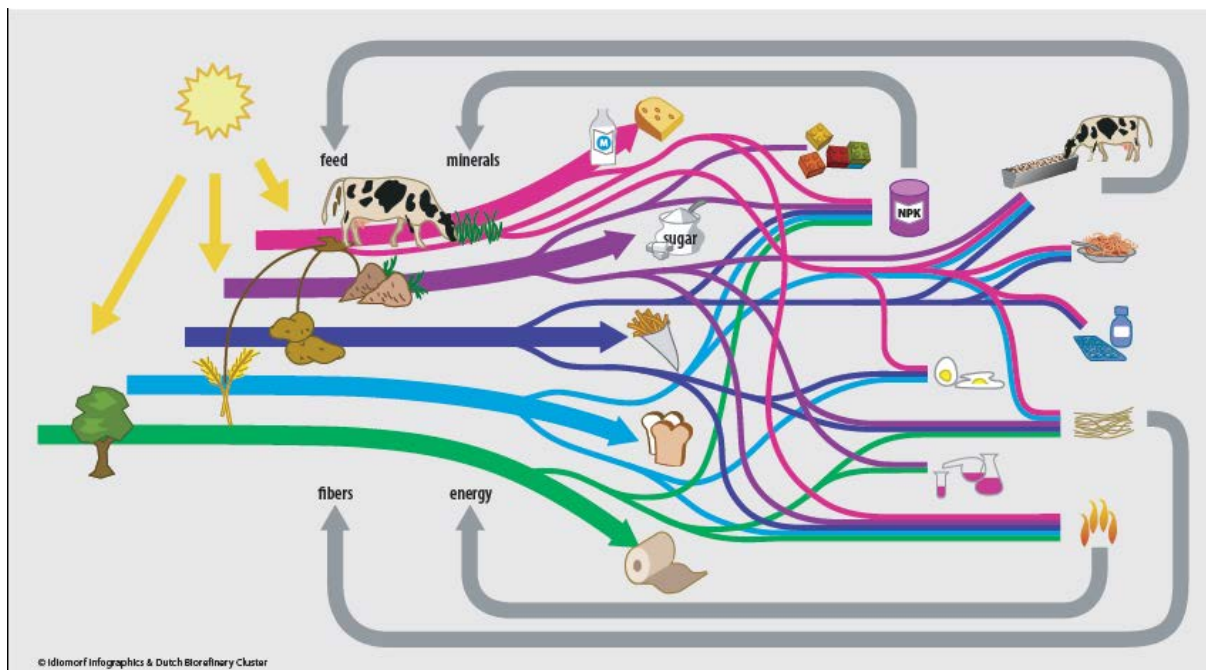 feed
minerals
M
NPK
sugar
fibers
energy
© Idiomorf Infographics & Dutch Biorefinery Cluster